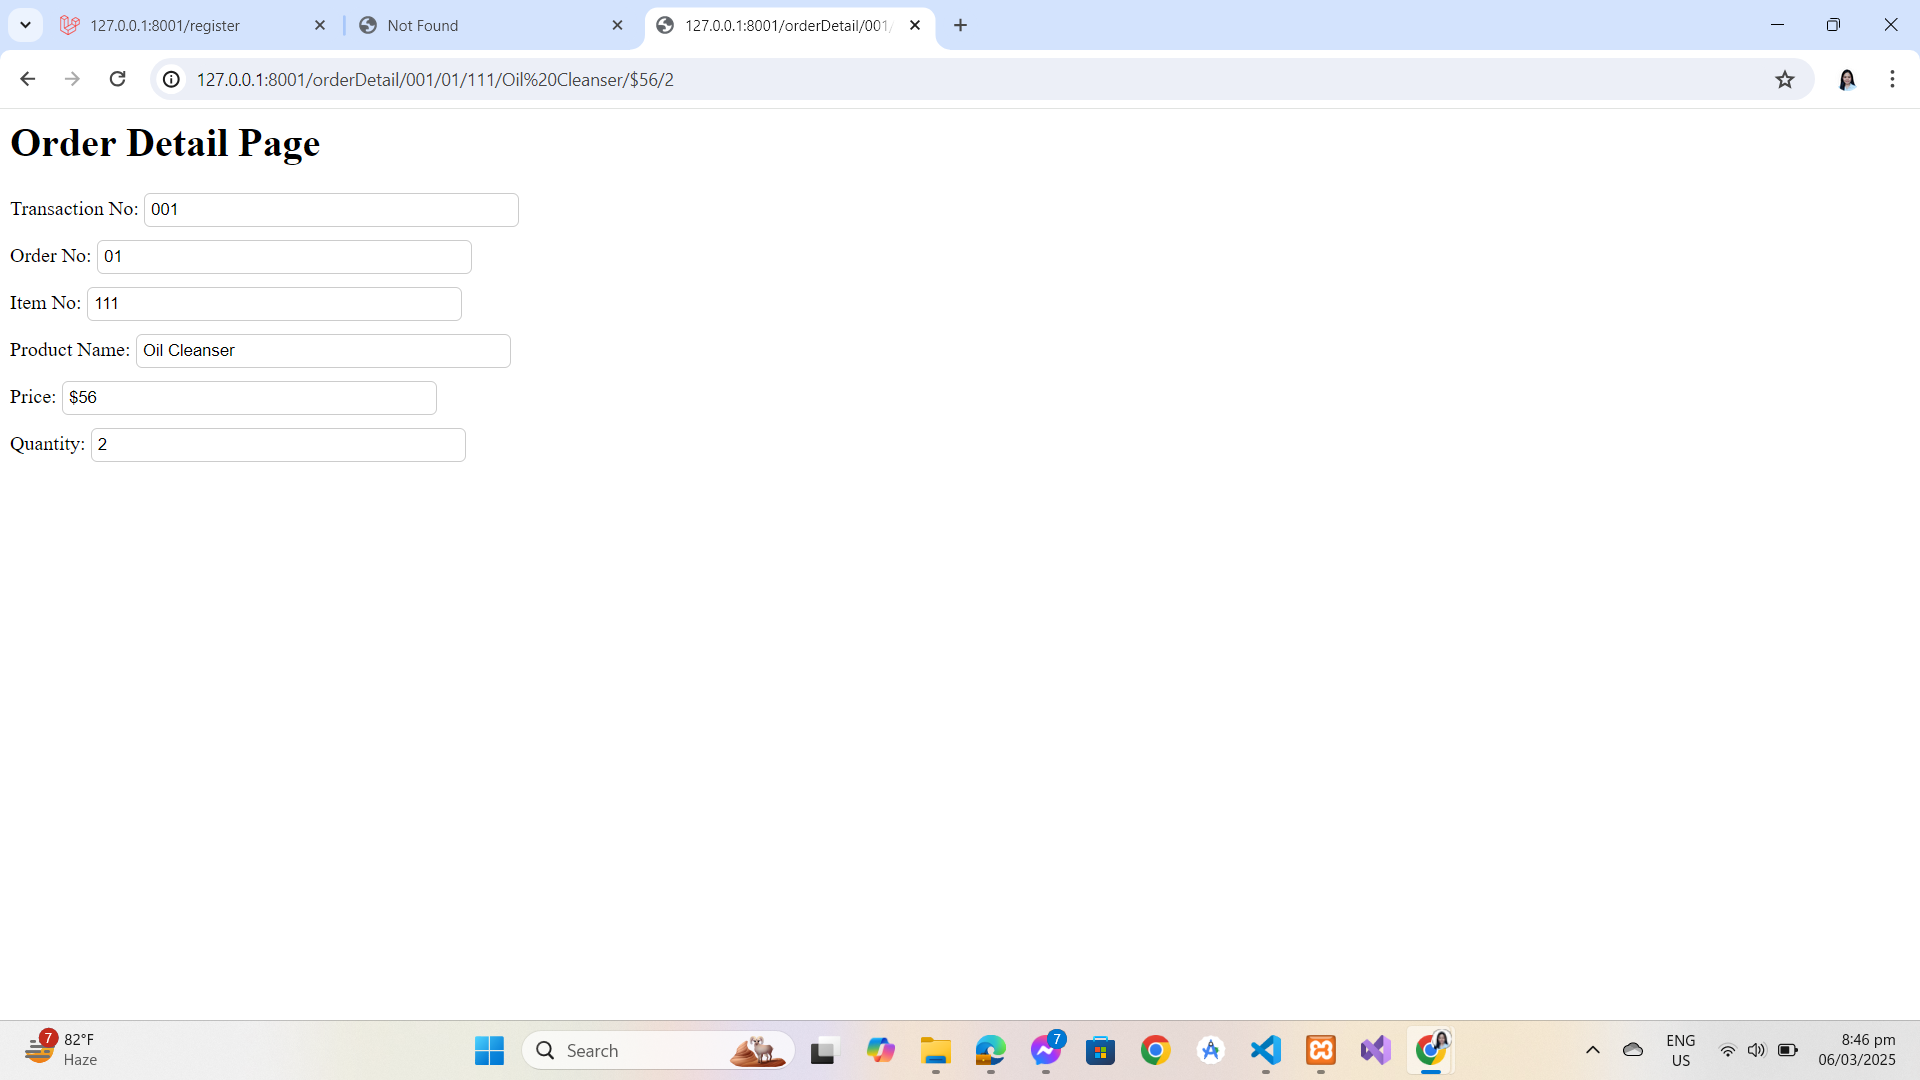 127.0.0.1:8001/register
Not Found
127.0.0.1:8001/orderDetail/001/
127.0.0.1:8001/orderDetail/001/01/111/Oil%20Cleanser/$56/2
Order Detail Page
Transaction No: 001
Order No: 01
Item No: 111
Product Name: Oil Cleanser
Price: $56
Quantity: 2
7
82°F
Haze
Search
7
ENG
US
8:46 pm
06/03/2025